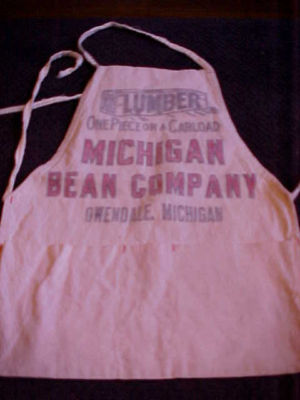 LUMBER
ONE PIECE OR A CARLOAD
MICHIGAN
BEAN COMPANY
OWENDALE, MICHIGAN